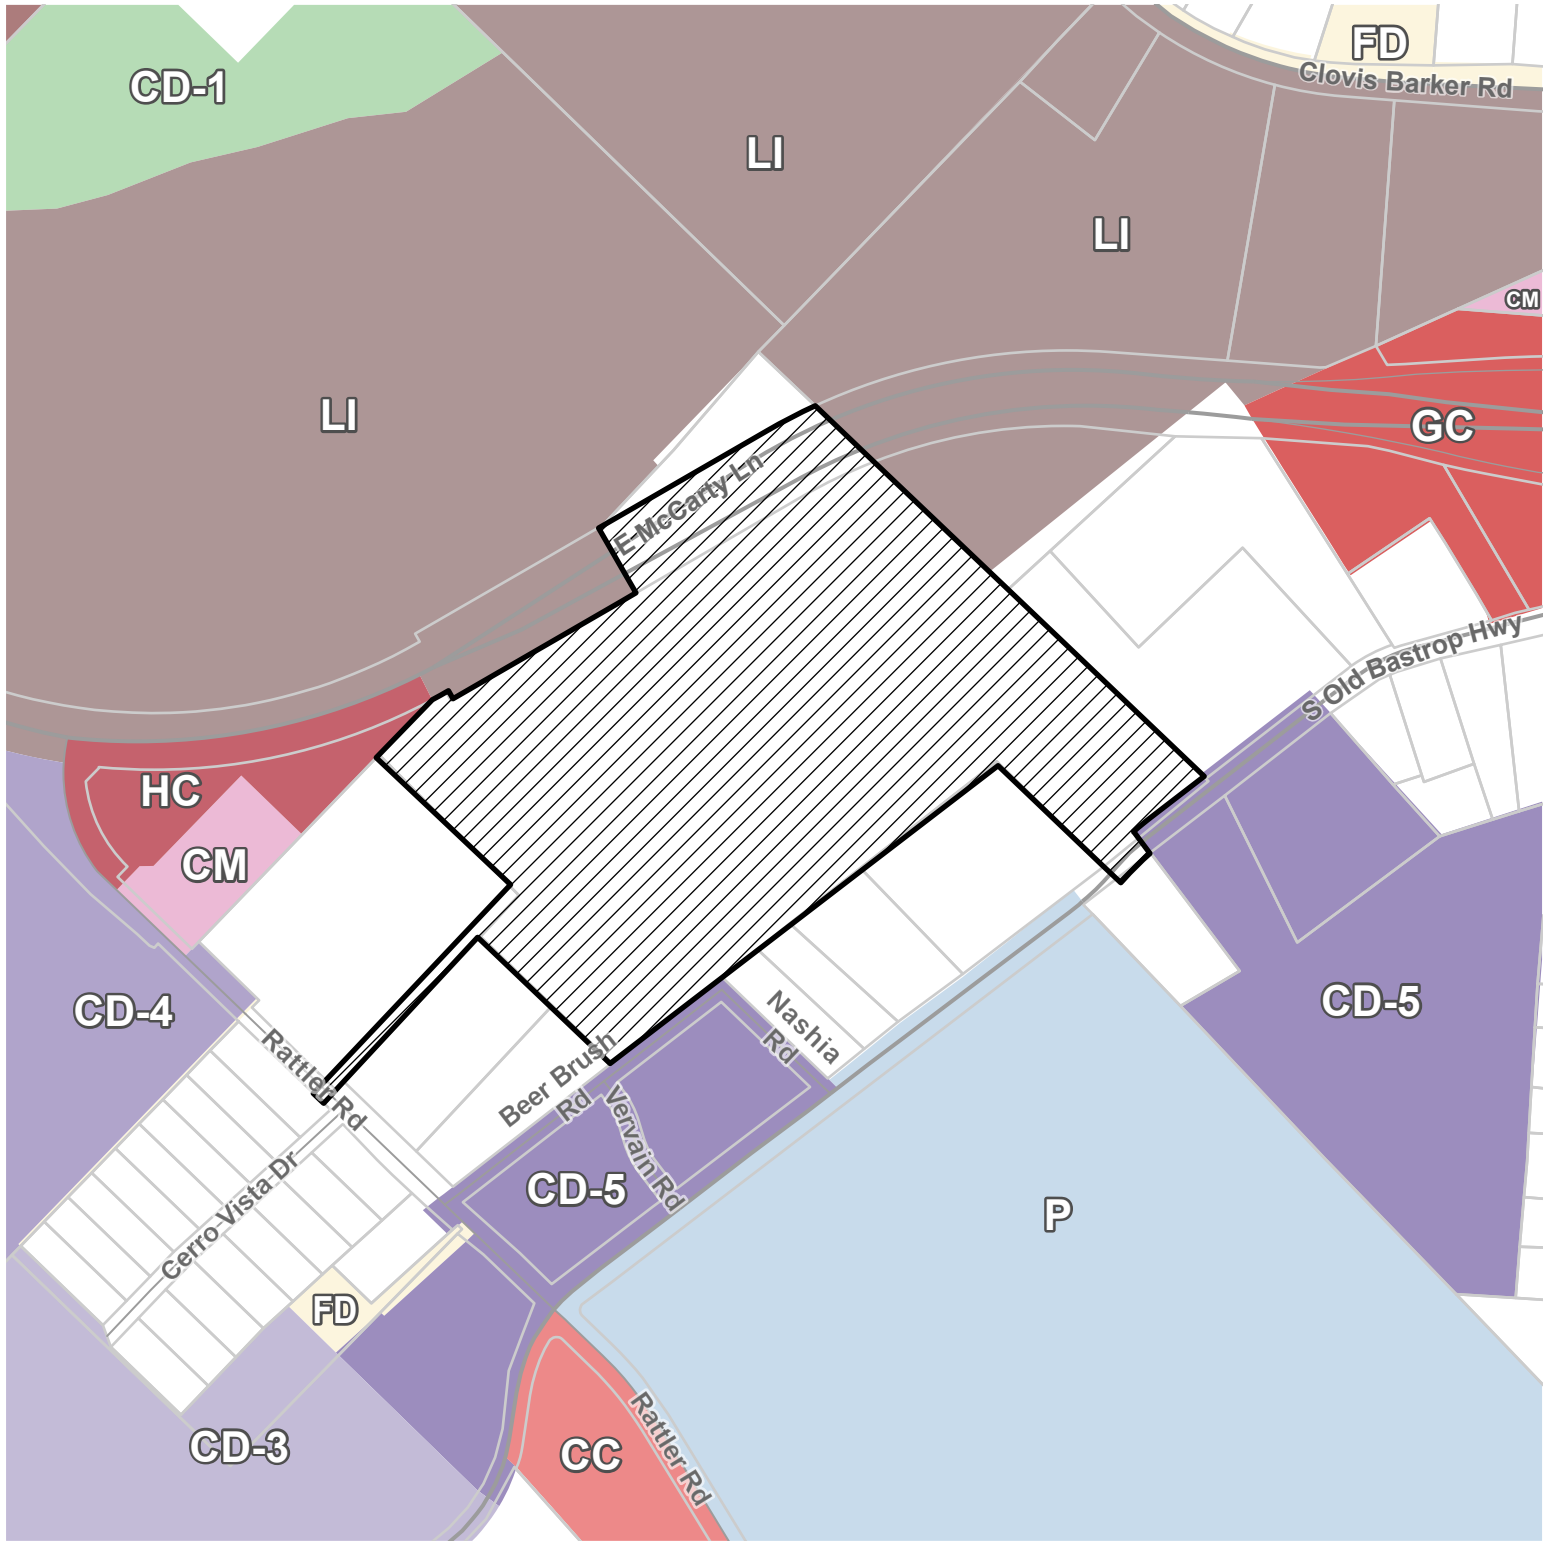 FD
Clovis Barker Rd
CD-1
LI
LI
CM
LI
GC
E McCarty Ln
S Old Bastrop Hwy
HC
CM
CD-4
CD-5
Nashia
Rd
Rattler Rd
Beer Brush
Rd
Vervain Rd
CD-5
Cerro Vista Dr
P
FD
CD-3
CC
Rattler Rd